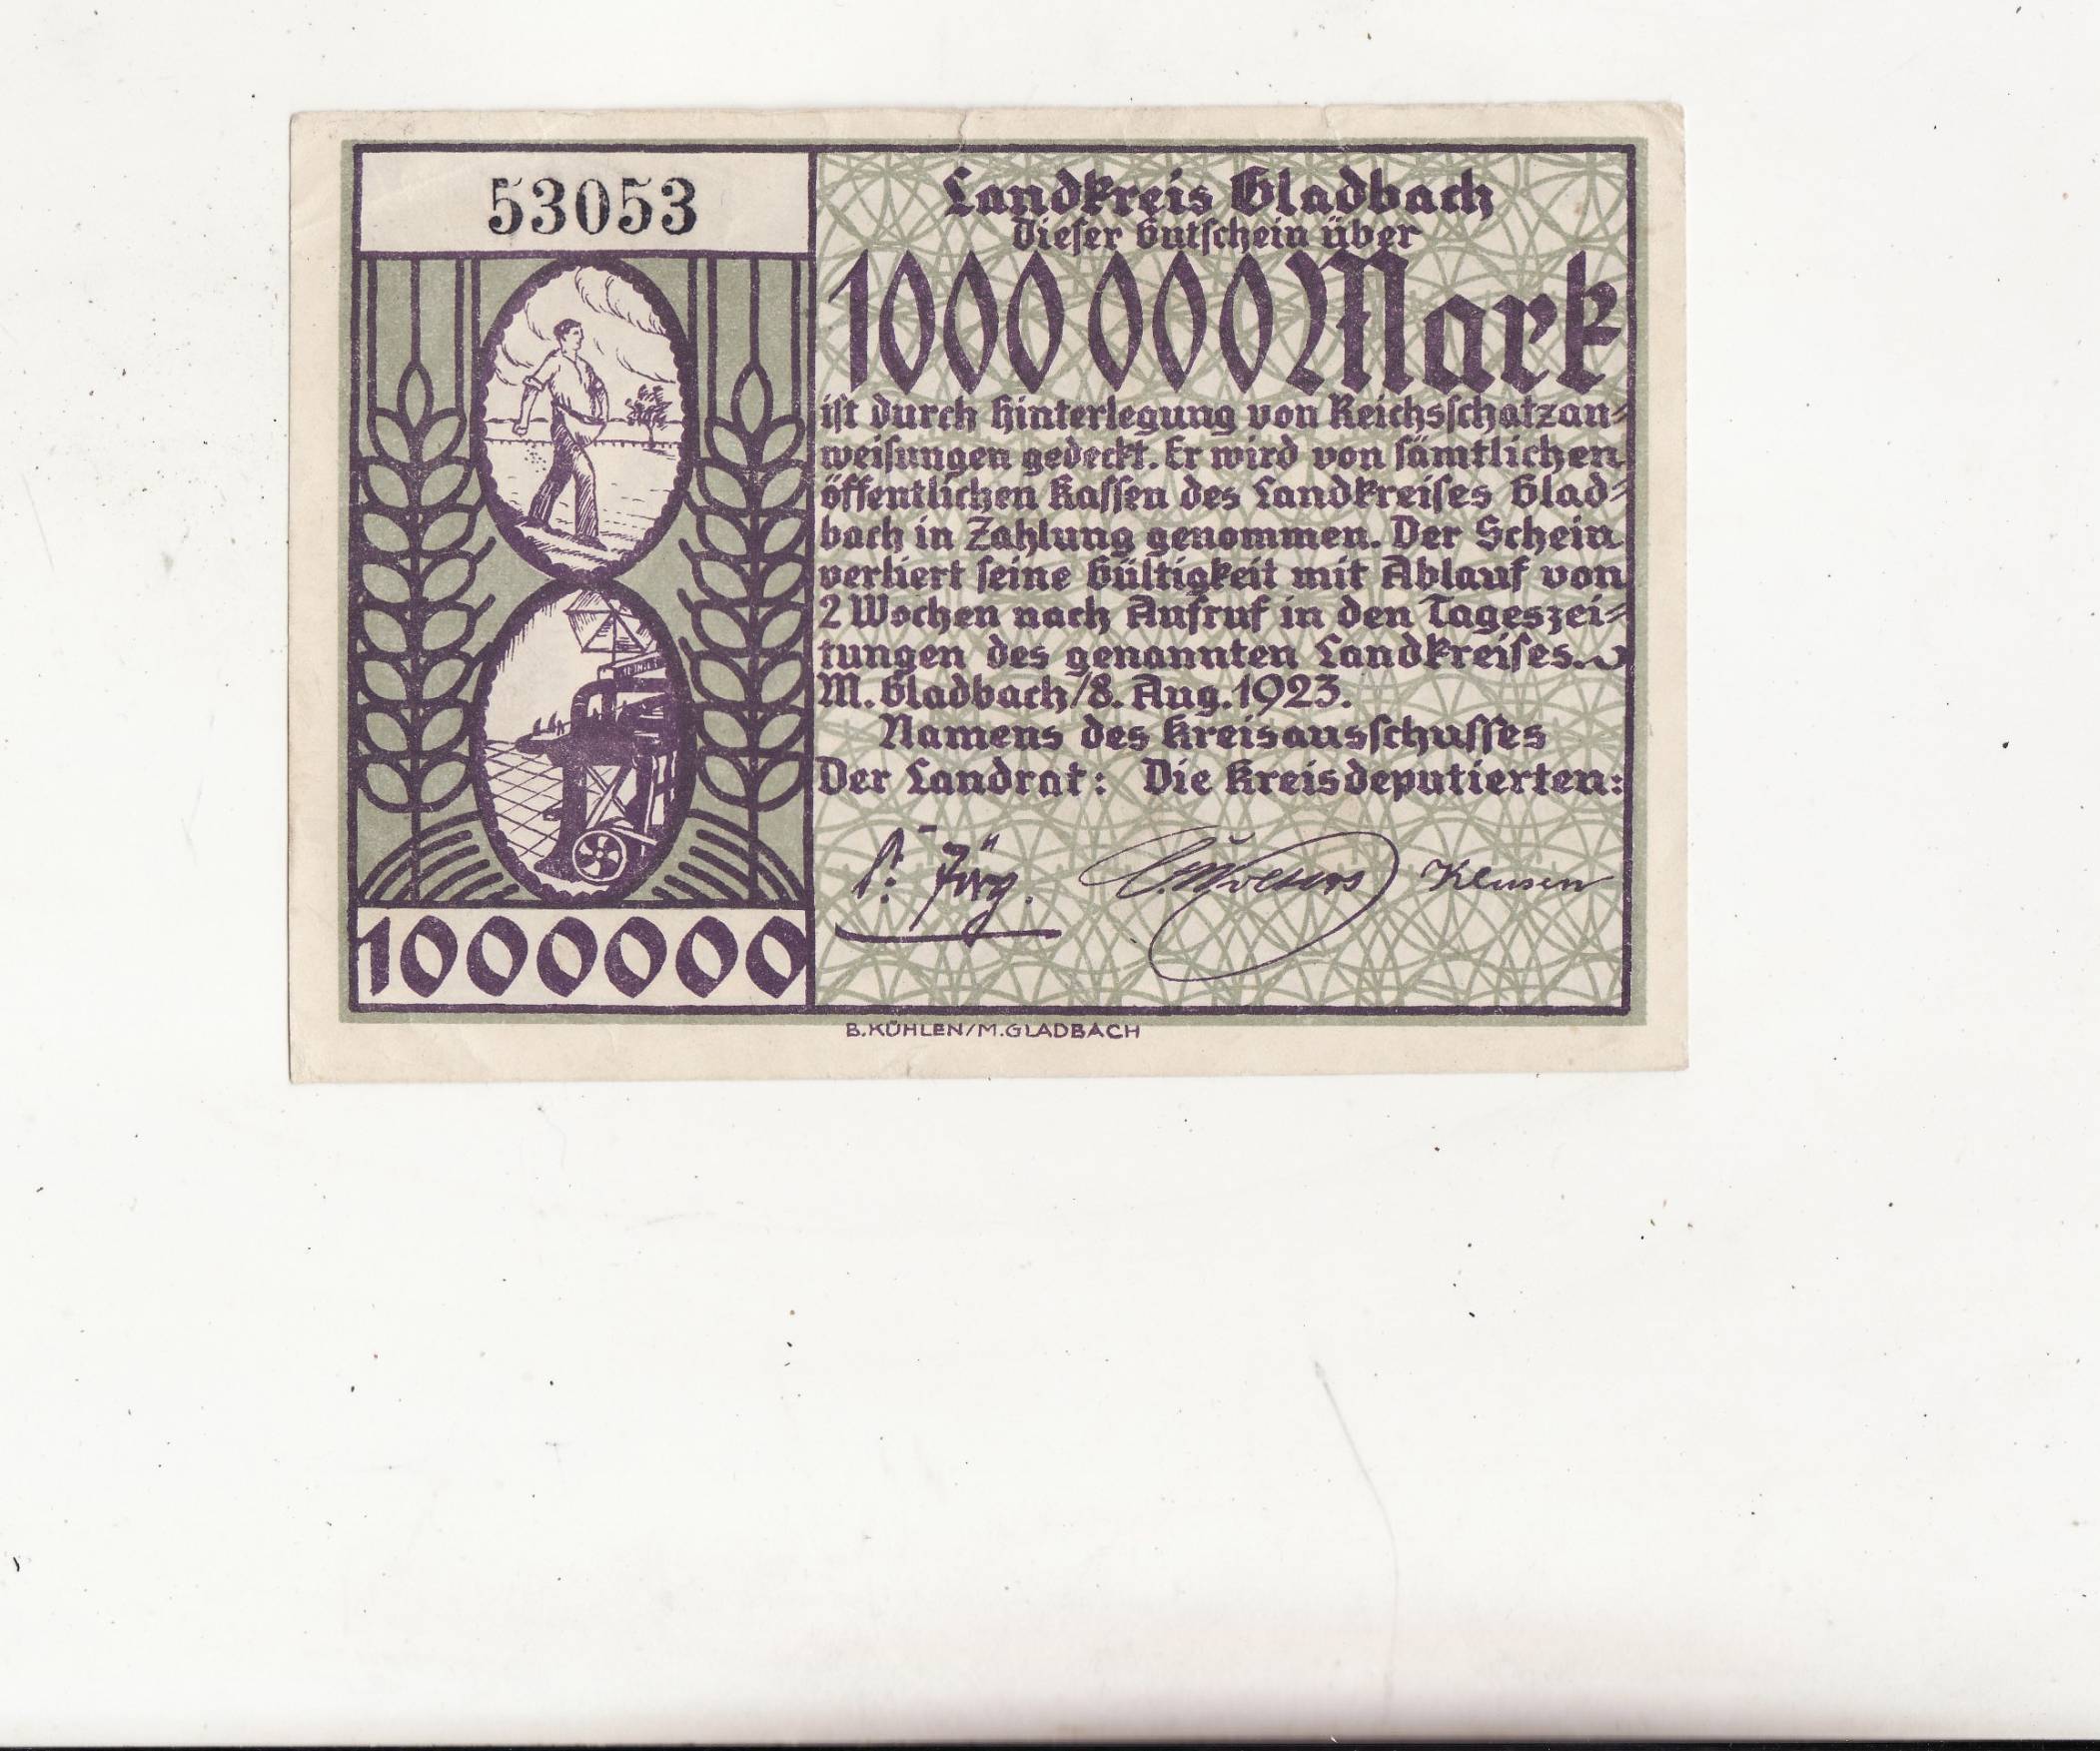 53053
Landkreis Gladbach
Dieser Gutschein über
1000 000 Mark
ist durch Hinterlegung von Reichsschatzan-
weisungen gedeckt. Er wird von sämtlichen
öffentlichen Kassen des Landkreises Glad-
bach in Zahlung genommen. Der Schein
verliert seine Gültigkeit mit Ablauf von
2 Wochen nach Aufruf in den Tageszei-
tungen des genannten Landkreises.
M. Gladbach/8. Aug. 1923.
Namens des Kreisausschusses
Der Landrat: Die Kreisdeputierten:
Klusen
1000000
B. KÜHLEN/M. GLADBACH